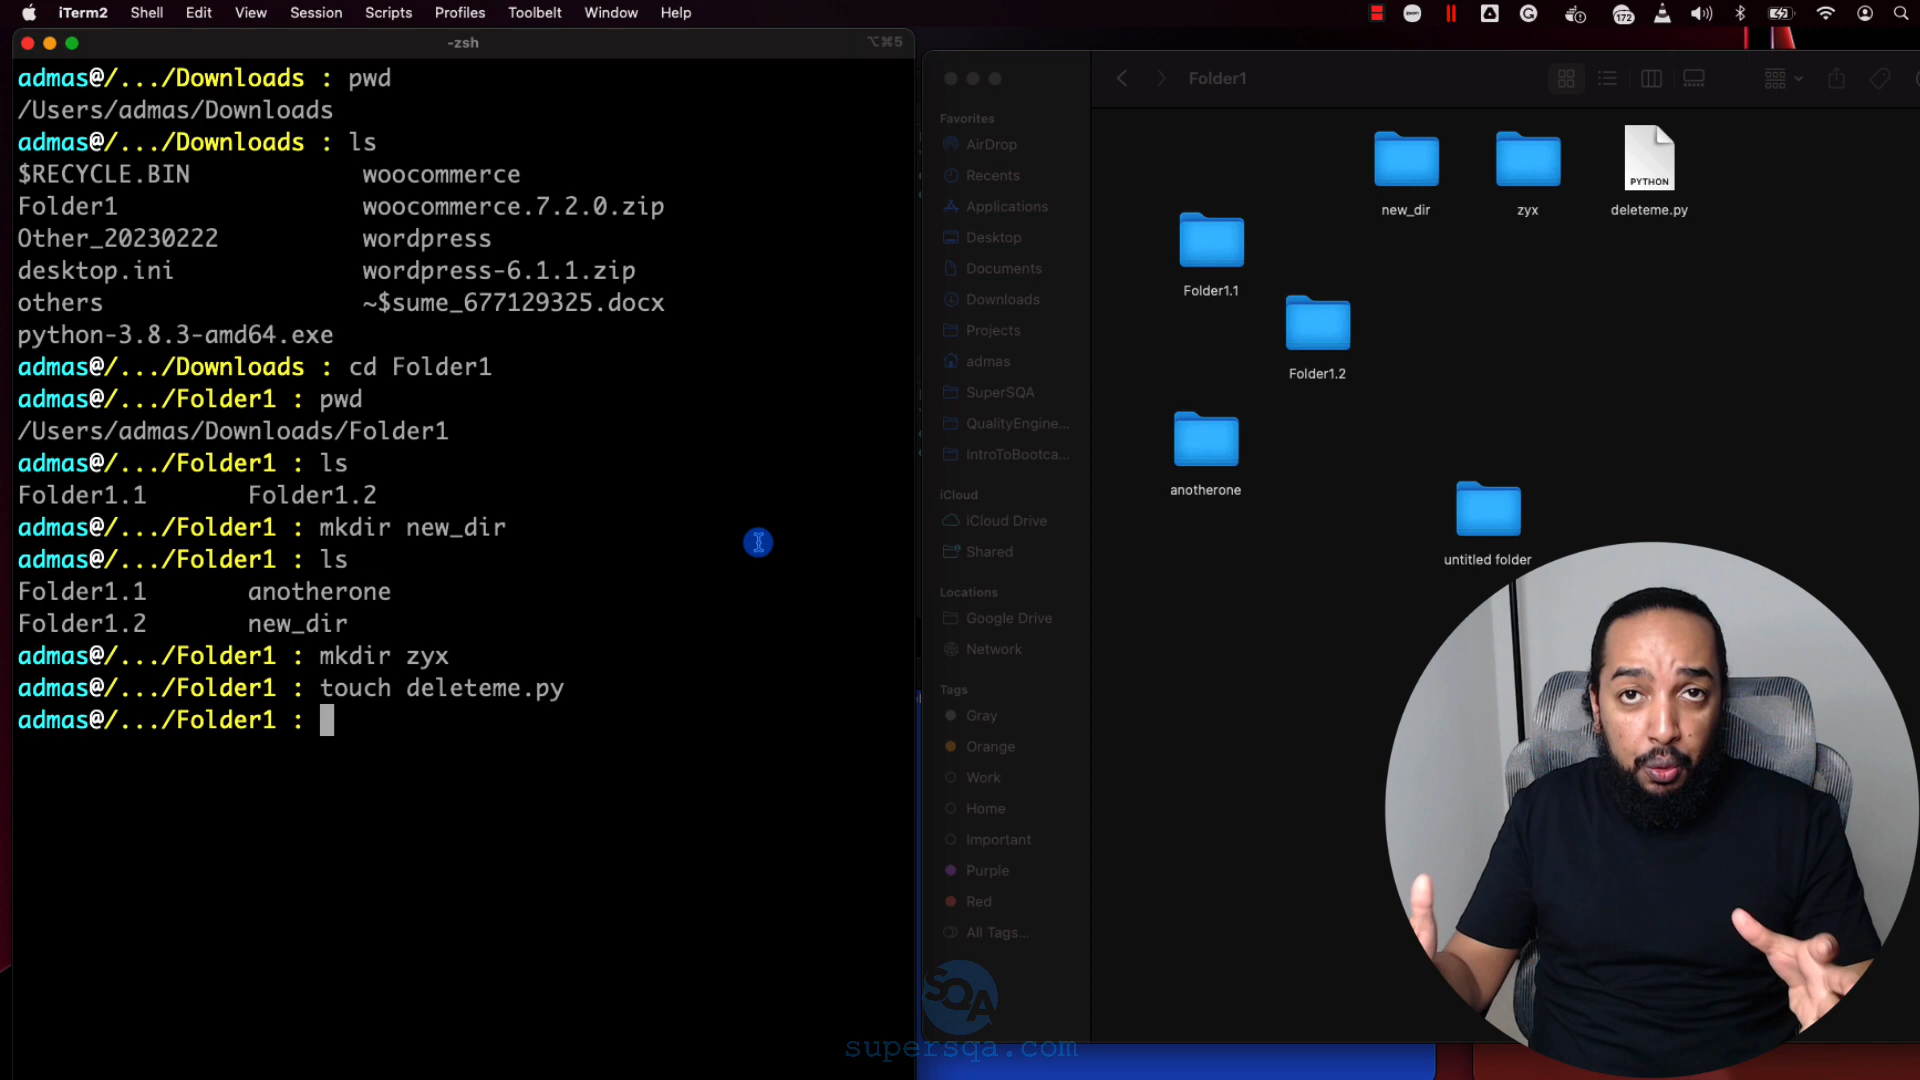 iTerm2 Shell Edit View Session Scripts Profiles Toolbelt Window Help
172
-zsh
⌥⌘5
admas@/.../Downloads : pwd
/Users/admas/Downloads
admas@/.../Downloads : ls
$RECYCLE.BIN woocommerce
Folder1 woocommerce.7.2.0.zip
Other_20230222 wordpress
desktop.ini wordpress-6.1.1.zip
others ~$sume_677129325.docx
python-3.8.3-amd64.exe
admas@/.../Downloads : cd Folder1
admas@/.../Folder1 : pwd
/Users/admas/Downloads/Folder1
admas@/.../Folder1 : ls
Folder1.1 Folder1.2
admas@/.../Folder1 : mkdir new_dir
admas@/.../Folder1 : ls
Folder1.1 anotherone
Folder1.2 new_dir
admas@/.../Folder1 : mkdir zyx
admas@/.../Folder1 : touch deleteme.py
admas@/.../Folder1 :
Folder1
Favorites
AirDrop
Recents
Applications
Desktop
Documents
Downloads
Projects
admas
SuperSQA
QualityEngine...
IntroToBootca...
iCloud
iCloud Drive
Shared
Locations
Google Drive
Network
Tags
Gray
Orange
Work
Home
Important
Purple
Red
All Tags...
PYTHON
new_dir
zyx
deleteme.py
Folder1.1
Folder1.2
anotherone
untitled folder
SQA
supersqa.com